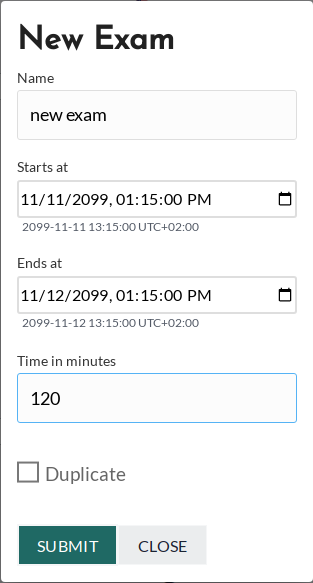 New Exam
Name
new exam
Starts at
11/11/2099, 01:15:00 PM
2099-11-11 13:15:00 UTC+02:00
Ends at
11/12/2099, 01:15:00 PM
2099-11-12 13:15:00 UTC+02:00
Time in minutes
120
Duplicate
SUBMIT CLOSE